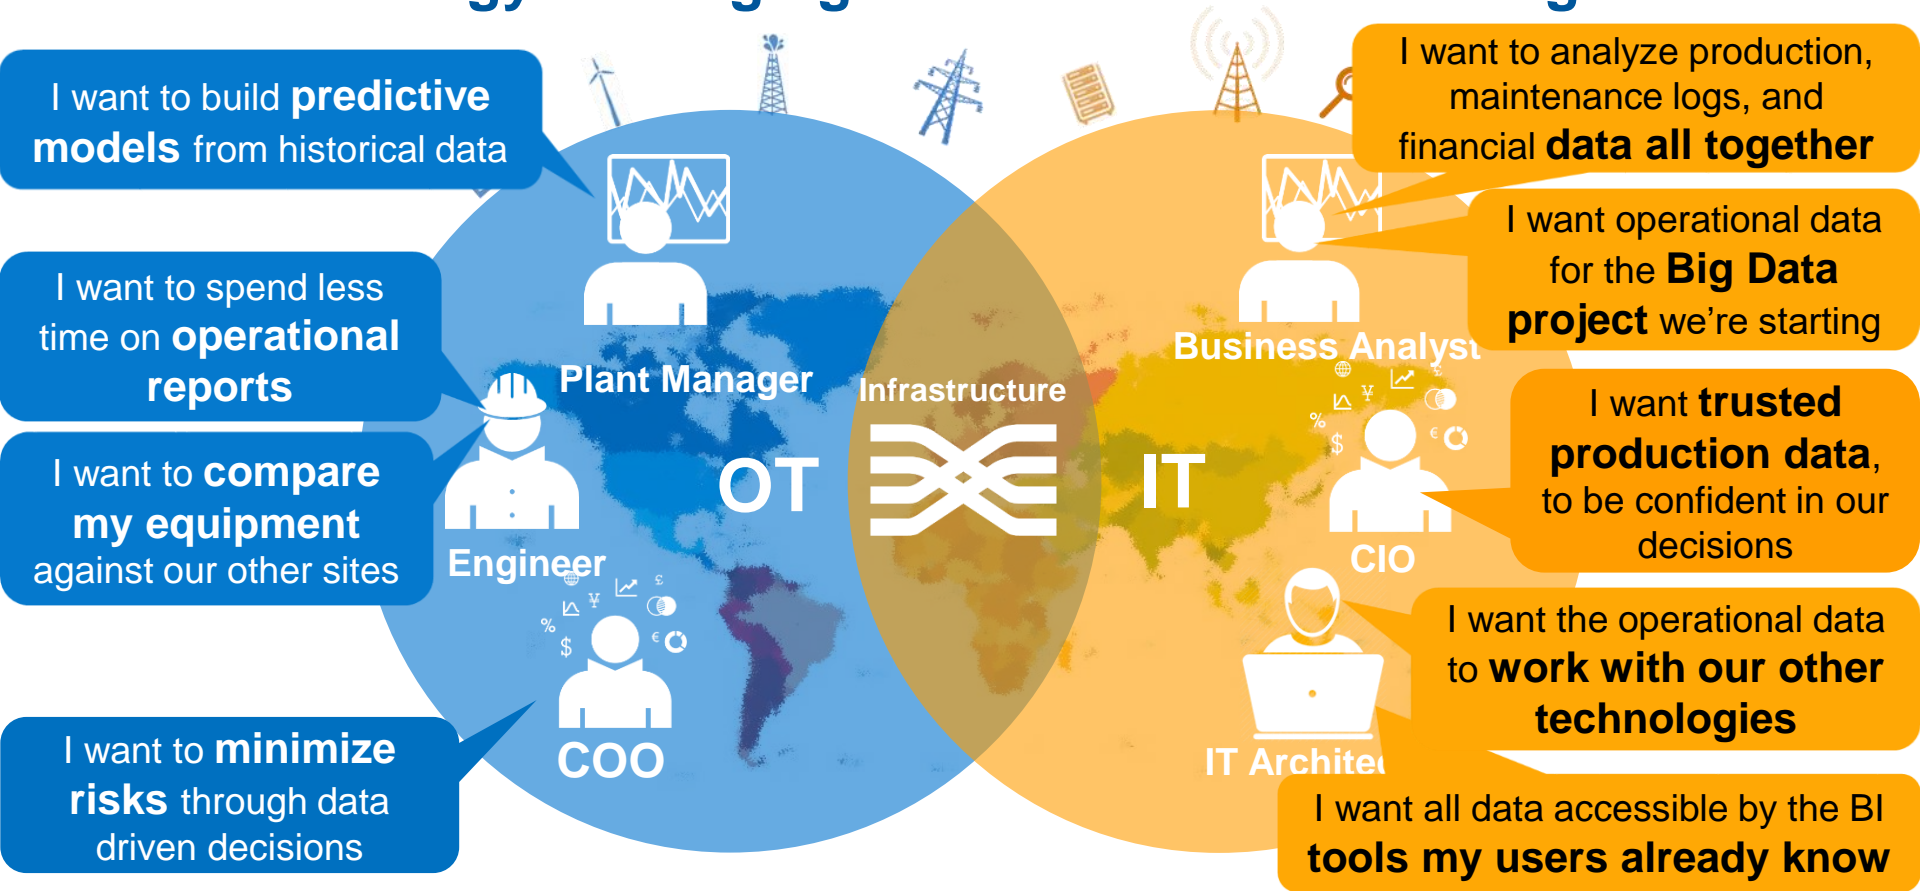 I want to build predictive
models from historical data
I want to spend less
time on operational
reports
I want to compare
my equipment
against our other sites
I want to minimize
risks through data
driven decisions
Plant Manager
Engineer
COO
OT
Infrastructure
IT
Business Analyst
CIO
IT Archite
I want to analyze production,
maintenance logs, and
financial data all together
I want operational data
for the Big Data
project we're starting
I want trusted
production data,
to be confident in our
decisions
I want the operational data
to work with our other
technologies
I want all data accessible by the BI
tools my users already know